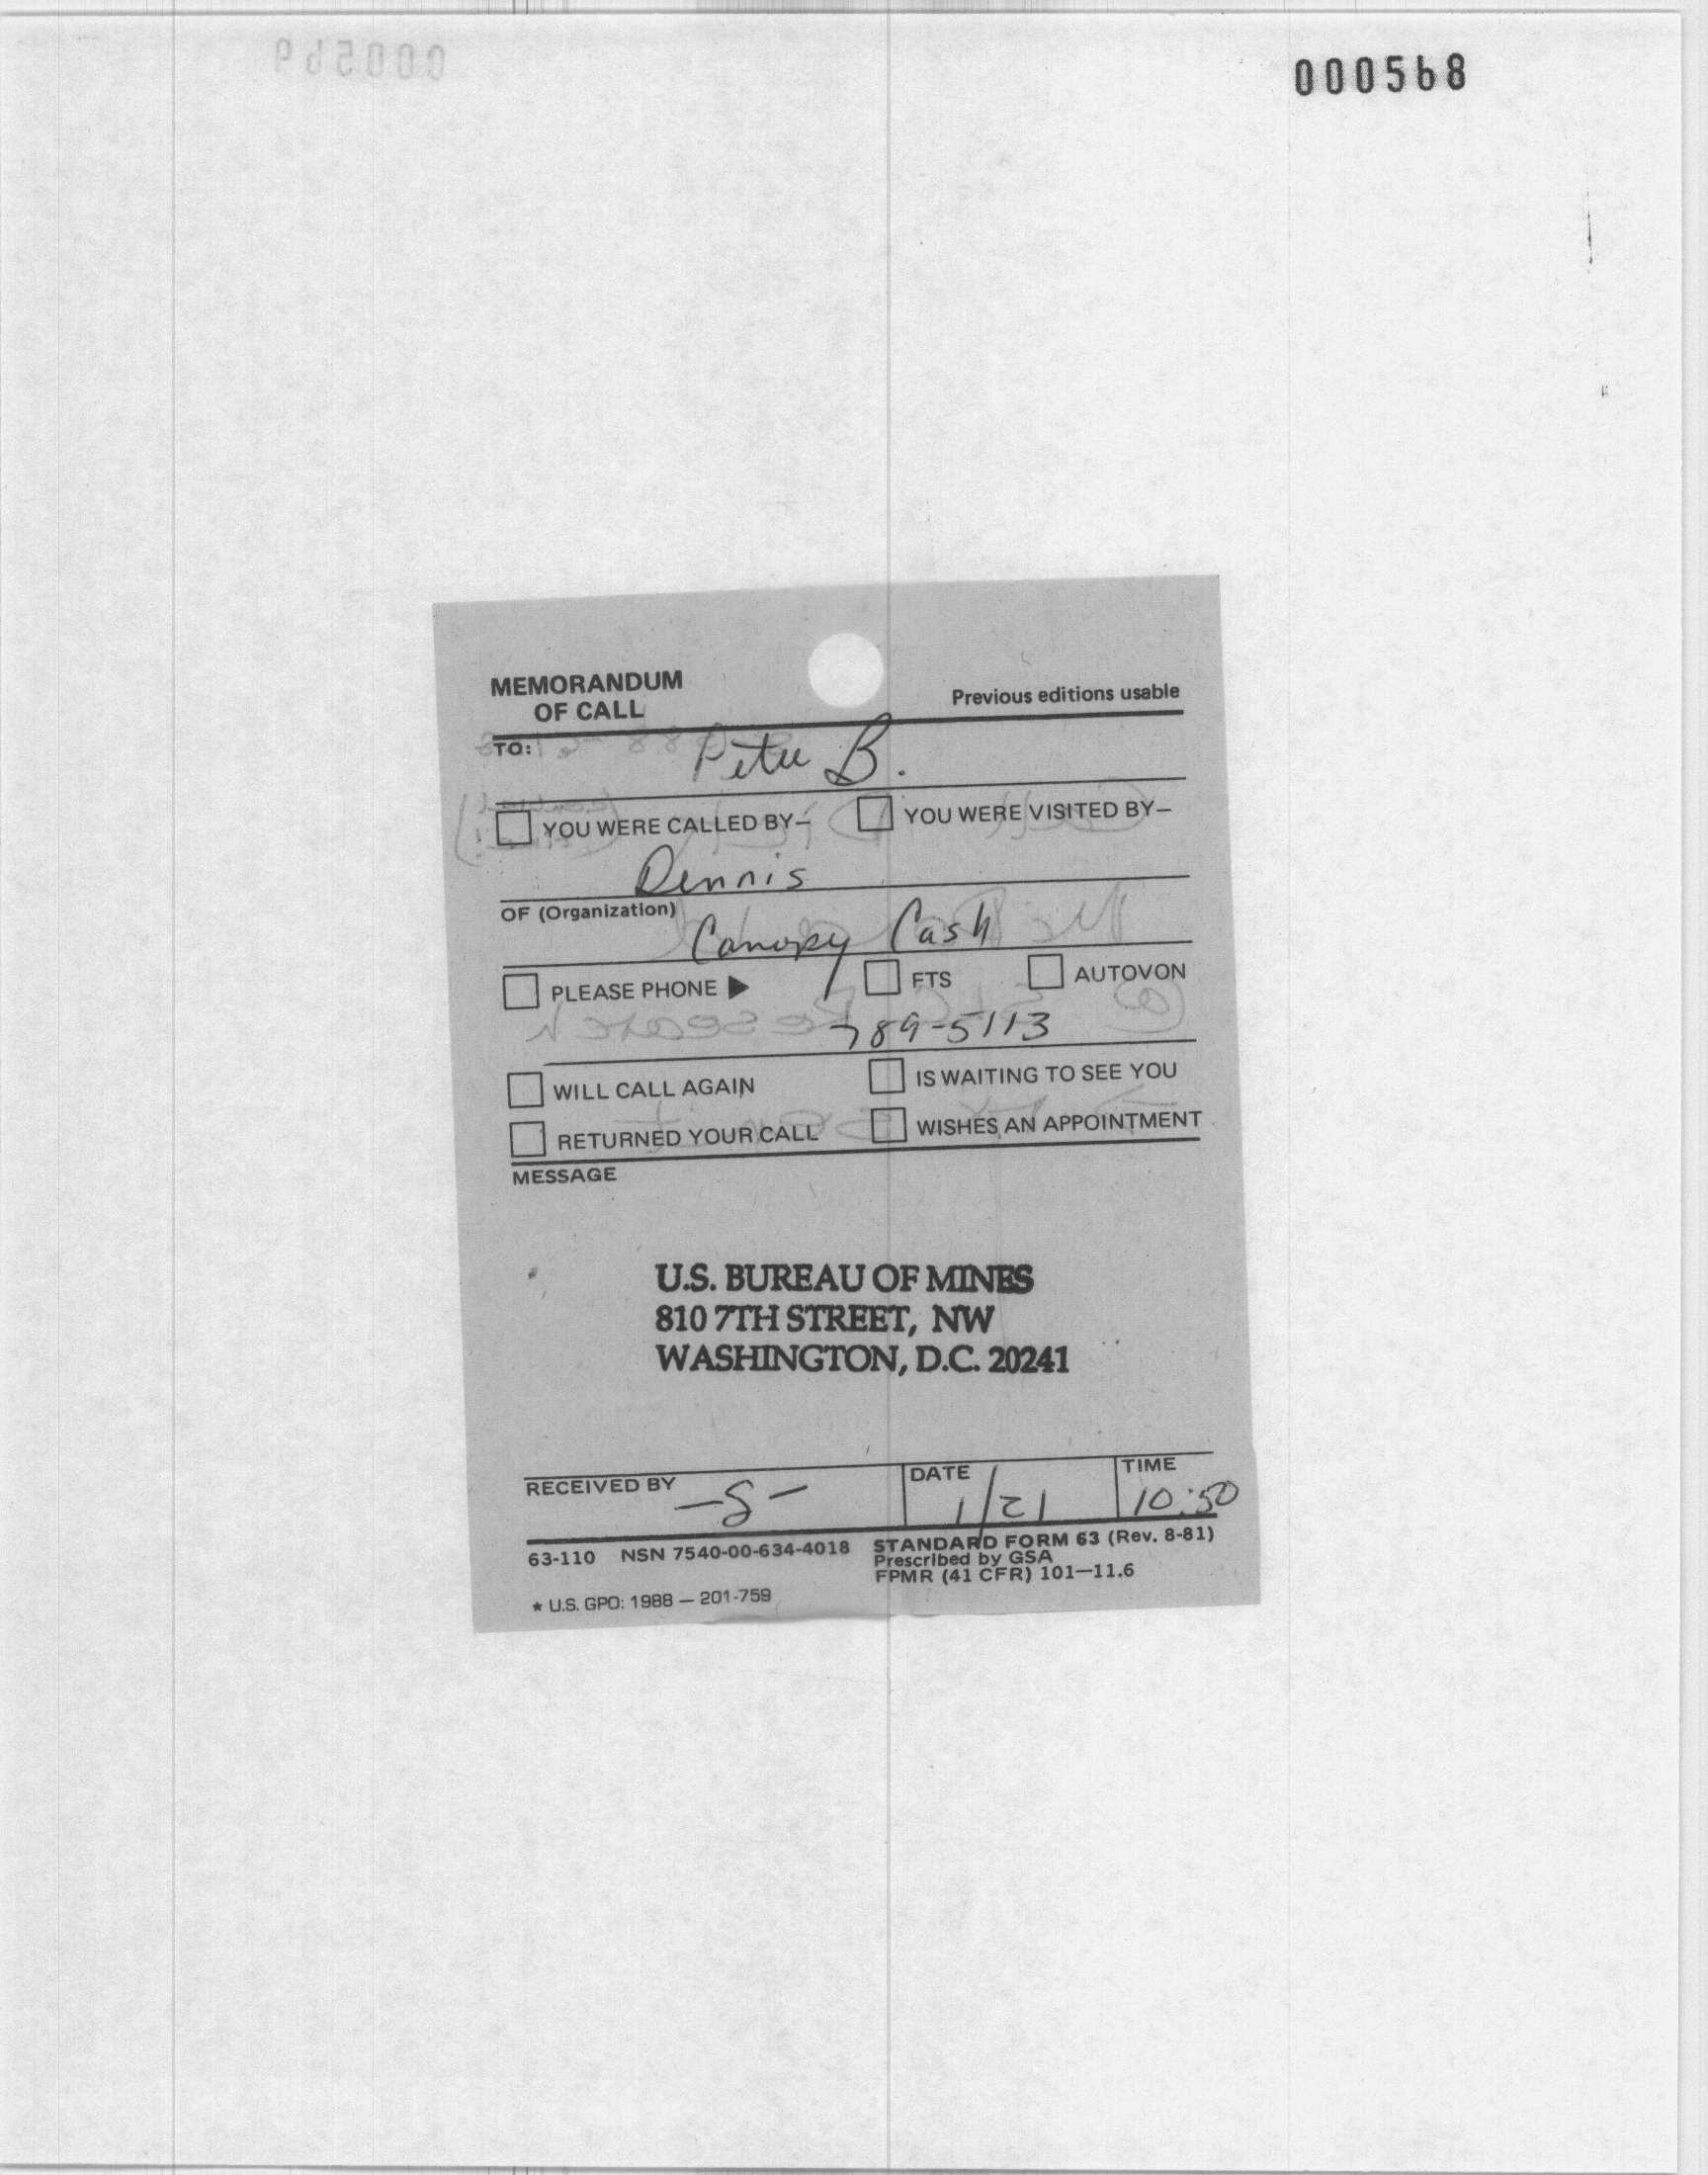 000568
MEMORANDUM
OF CALL
Previous editions usable
TO:
Peter B.
YOU WERE CALLED BY— YOU WERE VISITED BY—
Dennis
OF (Organization)
Canopy Cash
PLEASE PHONE ▶ FTS AUTOVON
789-5113
WILL CALL AGAIN IS WAITING TO SEE YOU
RETURNED YOUR CALL WISHES AN APPOINTMENT
MESSAGE
U.S. BUREAU OF MINES
810 7TH STREET, NW
WASHINGTON, D.C. 20241
RECEIVED BY DATE TIME
-S- 1/21 10:50
63-110 NSN 7540-00-634-4018 STANDARD FORM 63 (Rev. 8-81)
Prescribed by GSA
FPMR (41 CFR) 101—11.6
★ U.S. GPO: 1988 — 201-759